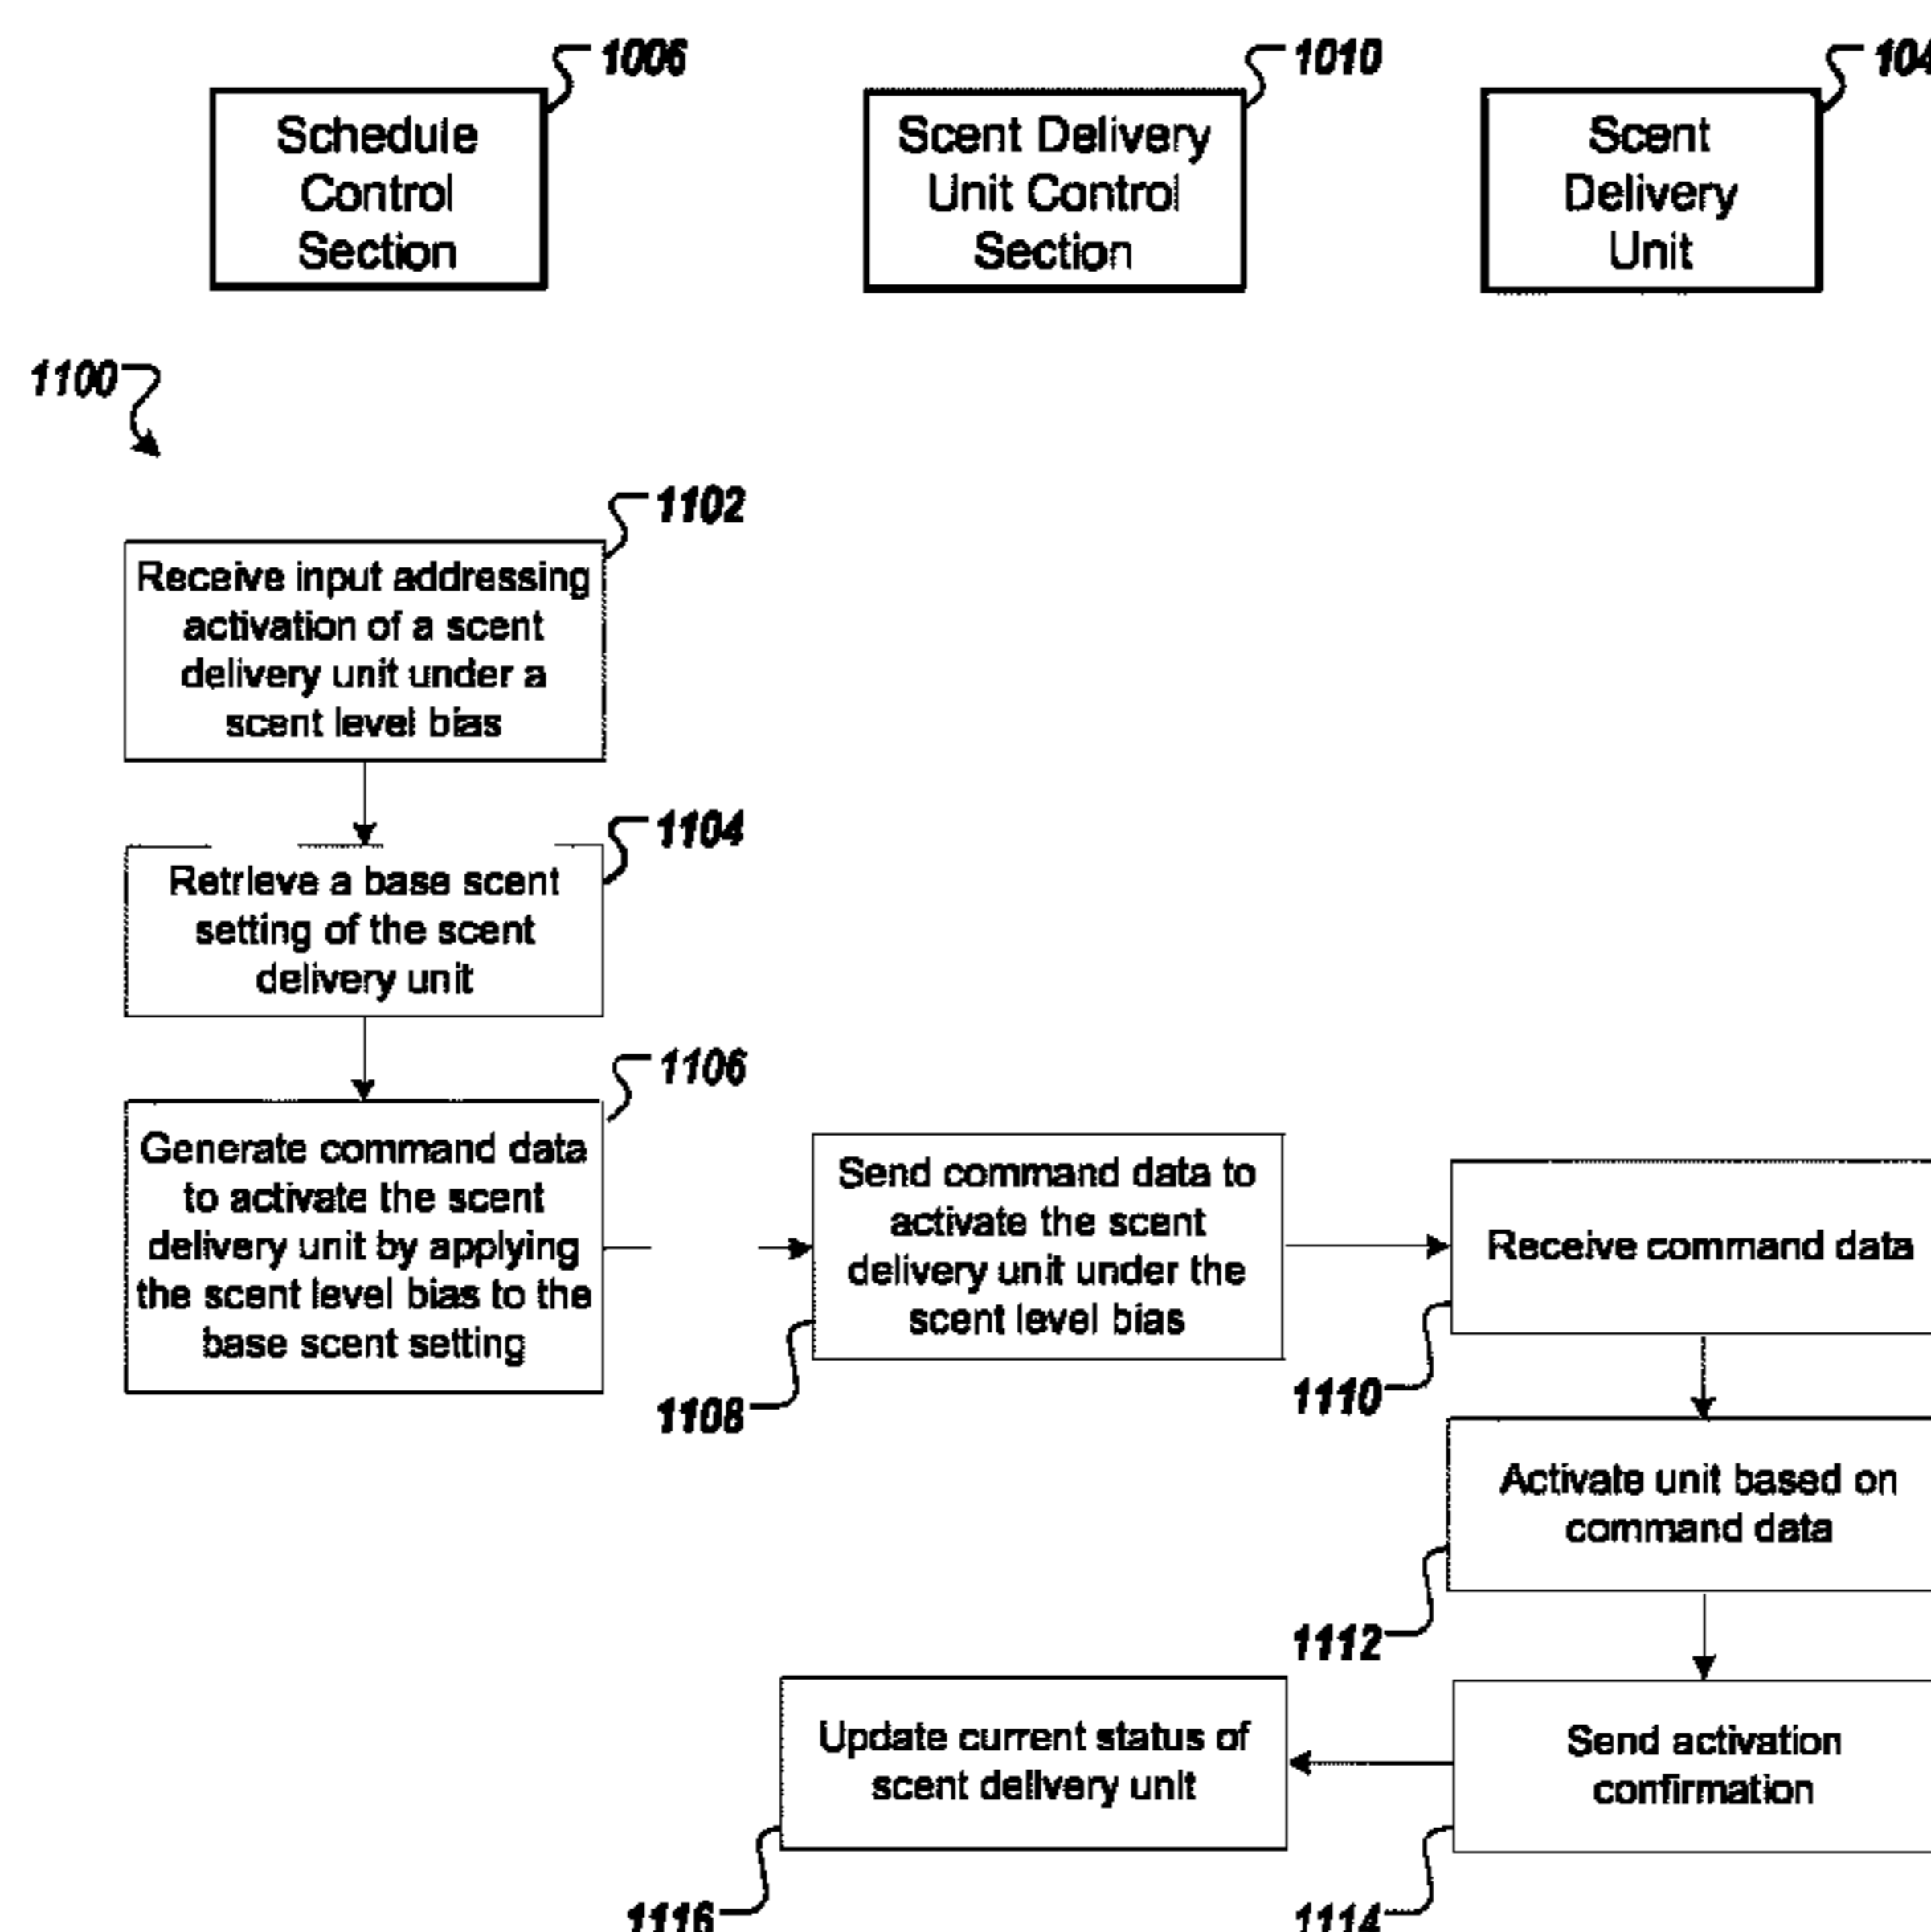 1006
1010
104
Schedule
Control
Section
Scent Delivery
Unit Control
Section
Scent
Delivery
Unit
1100
1102
Receive input addressing
activation of a scent
delivery unit under a
scent level bias
1104
Retrieve a base scent
setting of the scent
delivery unit
1106
Generate command data
to activate the scent
delivery unit by applying
the scent level bias to the
base scent setting
Send command data to
activate the scent
delivery unit under the
scent level bias
1108
Receive command data
1110
Activate unit based on
command data
1112
Update current status of
scent delivery unit
1116
Send activation
confirmation
1114